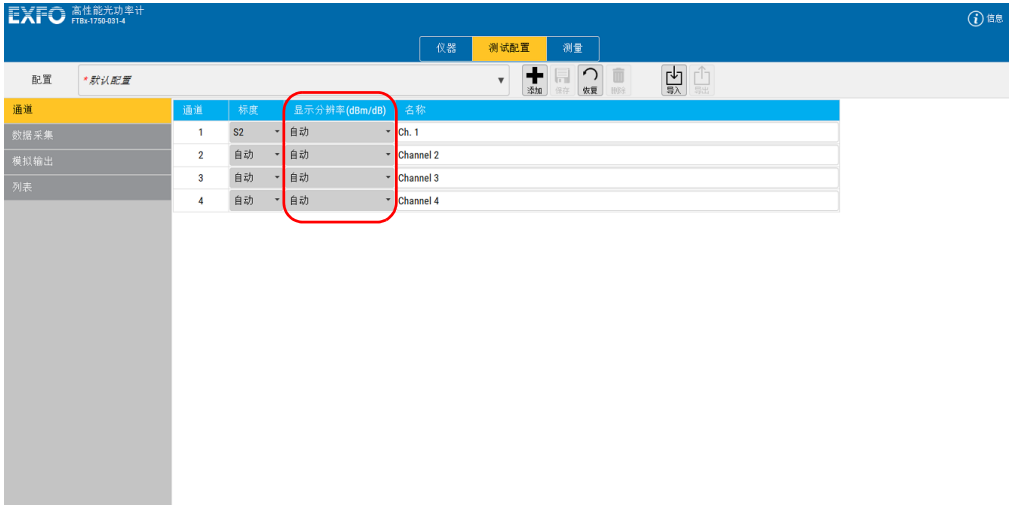 EXFO 高性能光功率计
FTBx-1750-031-4
信息
仪器 测试配置 测量
配置 *默认配置
添加 保存 恢复 删除 导入 导出
通道
数据采集
模拟输出
列表
通道 标度 显示分辨率(dBm/dB) 名称
1 S2 自动 Ch. 1
2 自动 自动 Channel 2
3 自动 自动 Channel 3
4 自动 自动 Channel 4